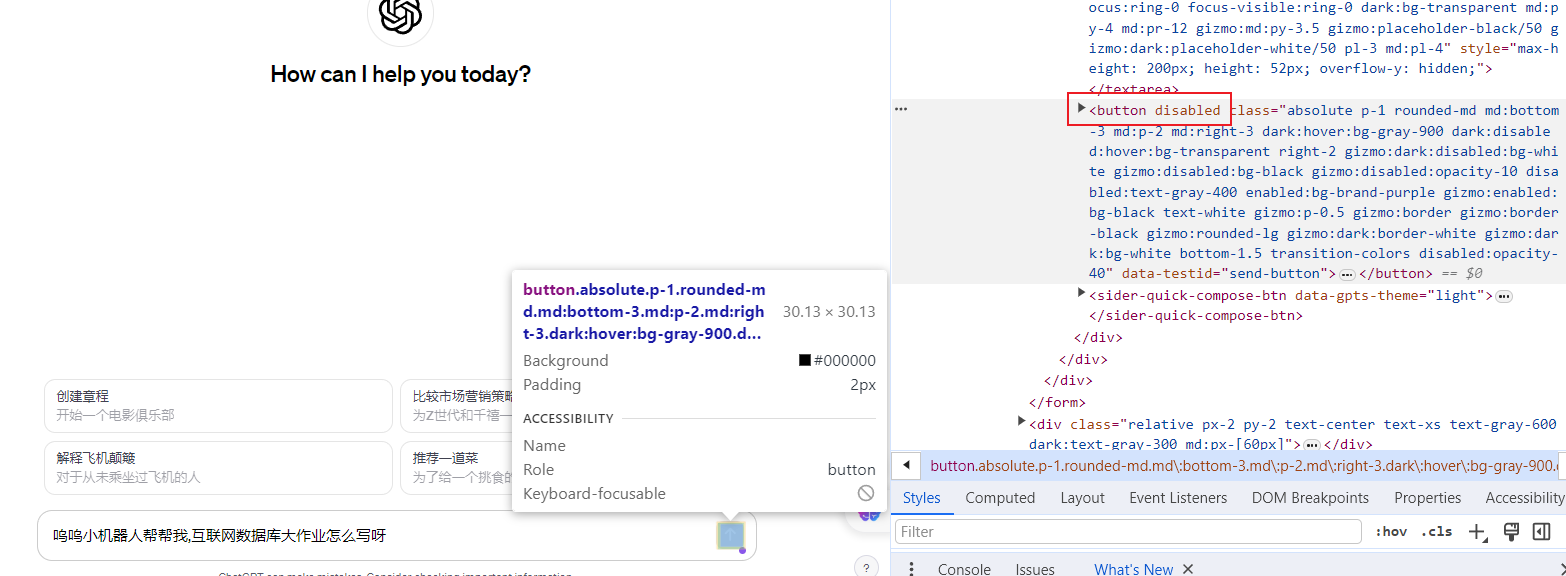 How can I help you today?
创建章程
开始一个电影俱乐部
比较市场营销策略
为Z世代和千禧一
解释飞机颠簸
对于从未乘坐过飞机的人
推荐一道菜
为了给一个挑食的
呜呜小机器人帮帮我,互联网数据库大作业怎么写呀
ChatGPT can make mistakes. Consider checking important information.
?
button.absolute.p-1.rounded-m
d.md:bottom-3.md:p-2.md:righ
t-3.dark:hover:bg-gray-900.d...
30.13 × 30.13
Background #000000
Padding 2px
ACCESSIBILITY
Name
Role button
Keyboard-focusable
ocus:ring-0 focus-visible:ring-0 dark:bg-transparent md:p
y-4 md:pr-12 gizmo:md:py-3.5 gizmo:placeholder-black/50 g
izmo:dark:placeholder-white/50 pl-3 md:pl-4" style="max-h
eight: 200px; height: 52px; overflow-y: hidden;">
</textarea>
<button disabled class="absolute p-1 rounded-md md:bottom
-3 md:p-2 md:right-3 dark:hover:bg-gray-900 dark:disable
d:hover:bg-transparent right-2 gizmo:dark:disabled:bg-whi
te gizmo:disabled:bg-black gizmo:disabled:opacity-10 disa
bled:text-gray-400 enabled:bg-brand-purple gizmo:enabled:
bg-black text-white gizmo:p-0.5 gizmo:border gizmo:border
-black gizmo:rounded-lg gizmo:dark:border-white gizmo:dar
k:bg-white bottom-1.5 transition-colors disabled:opacity-
40" data-testid="send-button">…</button> == $0
<sider-quick-compose-btn data-gpts-theme="light">…
</sider-quick-compose-btn>
</div>
</div>
</div>
</form>
<div class="relative px-2 py-2 text-center text-xs text-gray-600
dark:text-gray-300 md:px-[60px]">…</div>
button.absolute.p-1.rounded-md.md\:bottom-3.md\:p-2.md\:right-3.dark\:hover\:bg-gray-900.
Styles Computed Layout Event Listeners DOM Breakpoints Properties Accessibility
Filter :hov .cls
Console Issues What's New